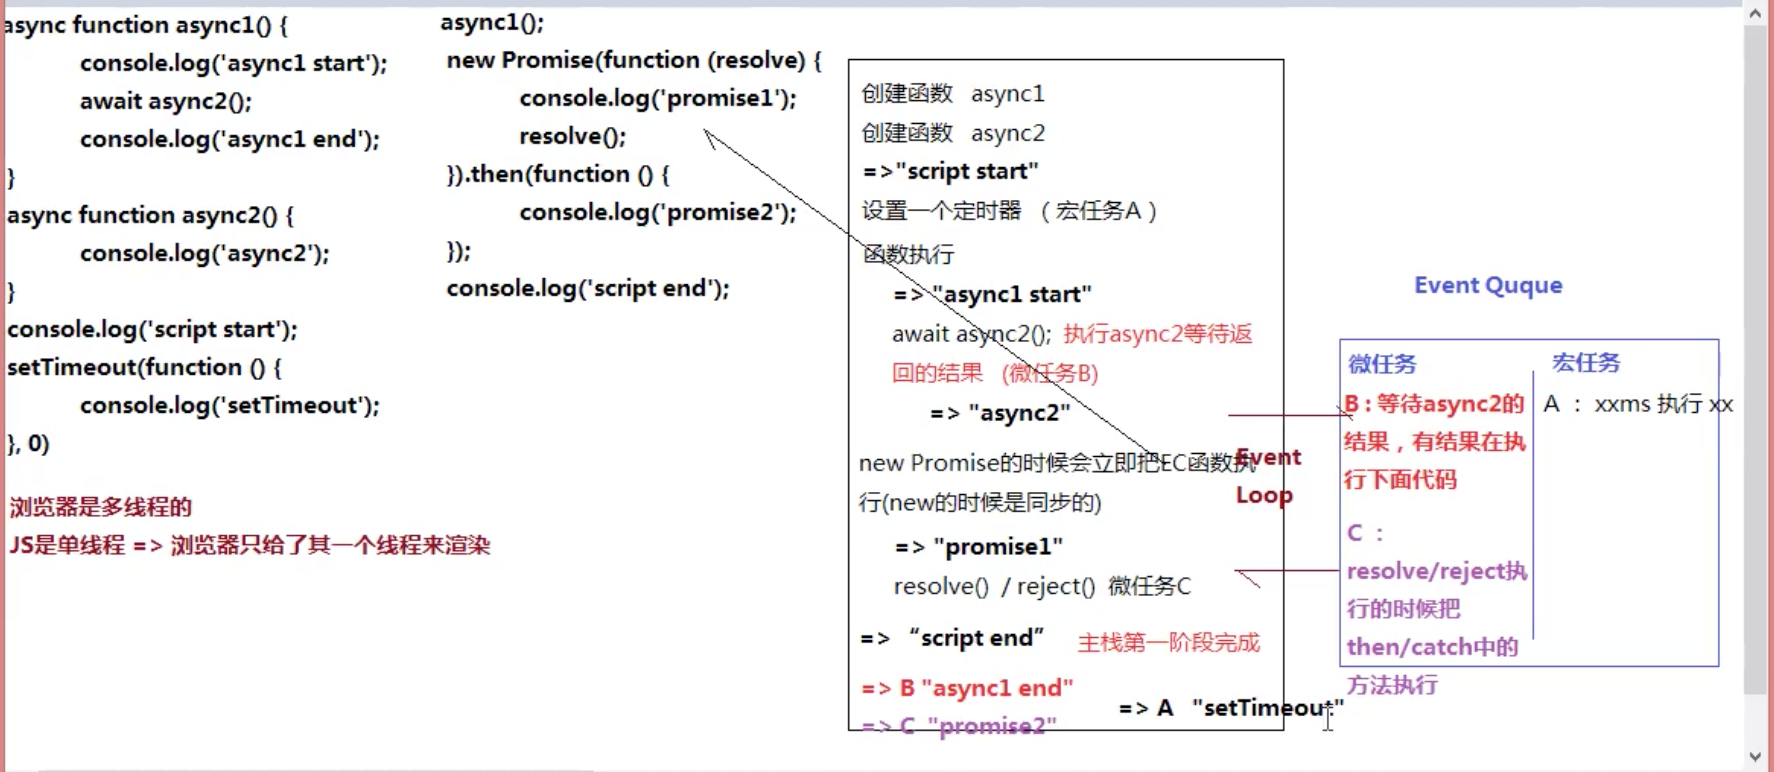 async function async1() {
console.log('async1 start');
await async2();
console.log('async1 end');
}
async function async2() {
console.log('async2');
}
console.log('script start');
setTimeout(function () {
console.log('setTimeout');
}, 0)
浏览器是多线程的
JS是单线程 => 浏览器只给了其一个线程来渲染
async1();
new Promise(function (resolve) {
console.log('promise1');
resolve();
}).then(function () {
console.log('promise2');
});
console.log('script end');
创建函数 async1
创建函数 async2
=>"script start"
设置一个定时器 （ 宏任务A ）
函数执行
=> "async1 start"
await async2(); 执行async2等待返
回的结果 (微任务B)
=> "async2"
new Promise的时候会立即把EC函数执
行(new的时候是同步的)
=> "promise1"
resolve() / reject() 微任务C
=> “script end” 主栈第一阶段完成
=> B "async1 end"
=> C "promise2"
=> A "setTimeout"
Event
Loop
Event Quque
微任务
B : 等待async2的
结果，有结果在执
行下面代码
C ：
resolve/reject执
行的时候把
then/catch中的
方法执行
宏任务
A ： xxms 执行 xx